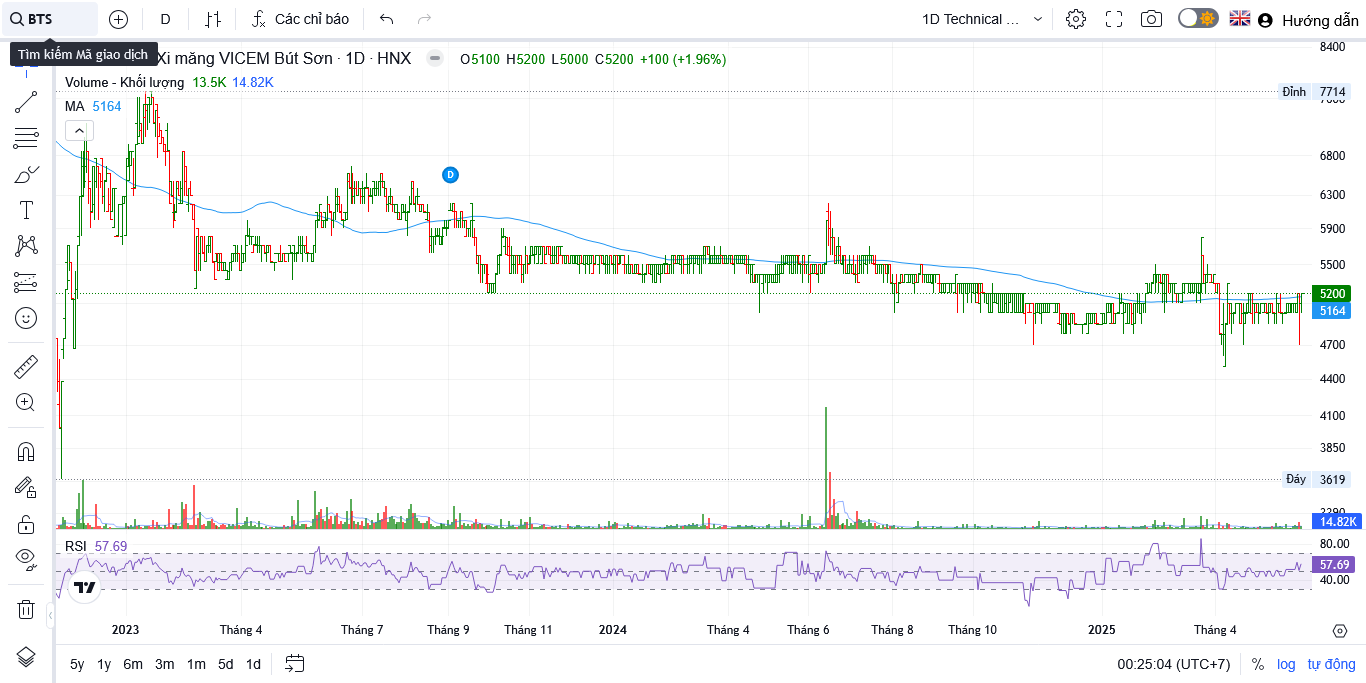 BTS
D
Các chỉ báo
1D Technical ...
Hướng dẫn
Tìm kiếm Mã giao dịch
Xi măng VICEM Bút Sơn · 1D · HNX
O5100 H5200 L5000 C5200 +100 (+1.96%)
Volume - Khối lượng 13.5K 14.82K
MA 5164
D
8400
Đỉnh 7714
6800
6300
5900
5500
5200
5164
4700
4400
4100
3850
Đáy 3619
14.82K
RSI 57.69
80.00
57.69
40.00
2023 Tháng 4 Tháng 7 Tháng 9 Tháng 11 2024 Tháng 4 Tháng 6 Tháng 8 Tháng 10 2025 Tháng 4
5y 1y 6m 3m 1m 5d 1d
00:25:04 (UTC+7) % log tự động